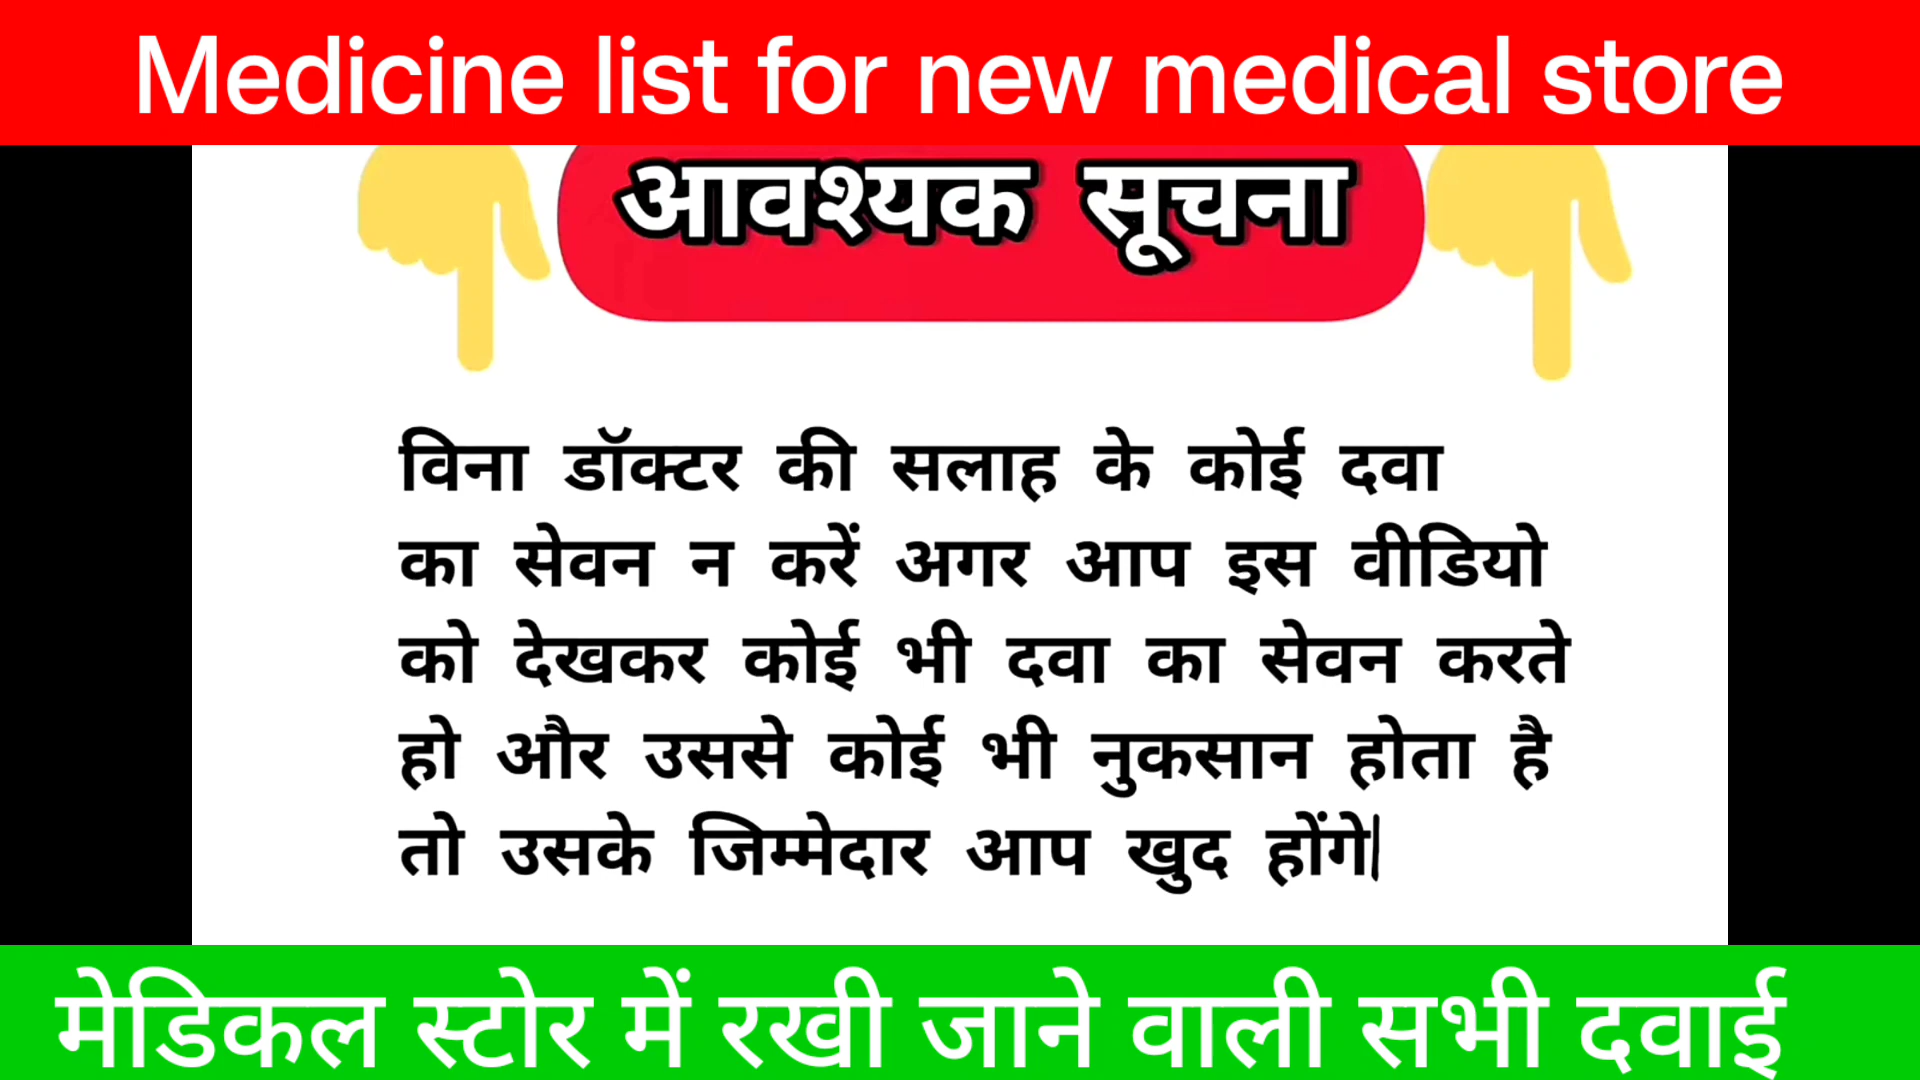 Medicine list for new medical store
आवश्यक सूचना
विना डॉक्टर की सलाह के कोई दवा
का सेवन न करें अगर आप इस वीडियो
को देखकर कोई भी दवा का सेवन करते
हो और उससे कोई भी नुकसान होता है
तो उसके जिम्मेदार आप खुद होंगे|
मेडिकल स्टोर में रखी जाने वाली सभी दवाई